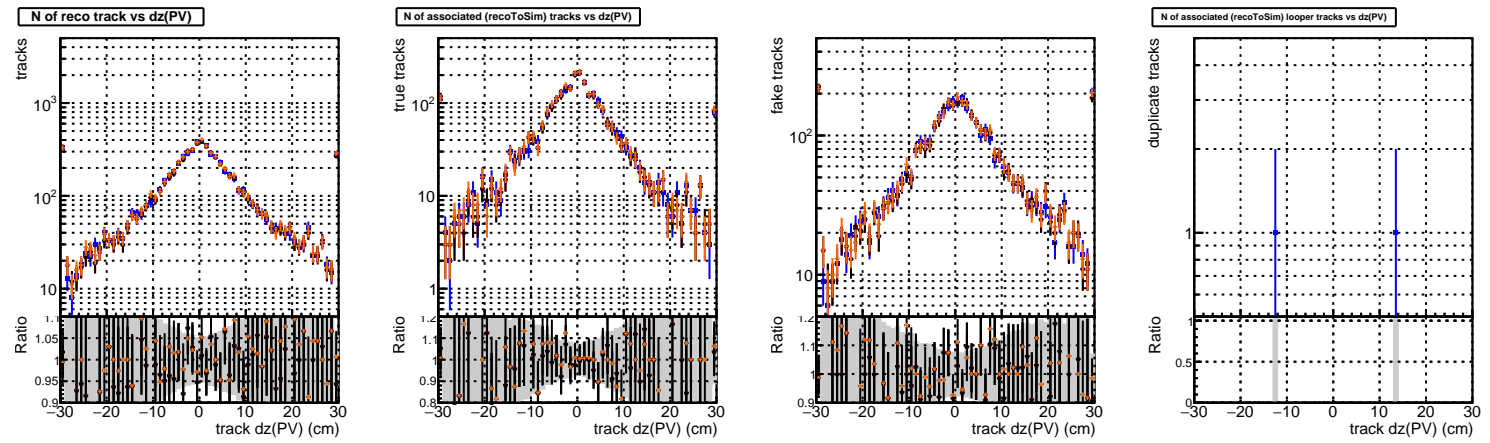 N of reco track vs dz(PV)
tracks
10³
10²
10
Ratio
1.1
1.05
1
0.95
0.9
−30 −20 −10 0 10 20 30
track dz(PV) (cm)
N of associated (recoToSim) tracks vs dz(PV)
true tracks
10²
10
1
Ratio
1.2
1.1
1
0.9
0.8
−30 −20 −10 0 10 20 30
track dz(PV) (cm)
fake tracks
10²
10
Ratio
1.2
1.1
1
0.9
−30 −20 −10 0 10 20 30
track dz(PV) (cm)
N of associated (recoToSim) looper tracks vs dz(PV)
duplicate tracks
1
Ratio
1
0.5
0
−30 −20 −10 0 10 20 30
track dz(PV) (cm)